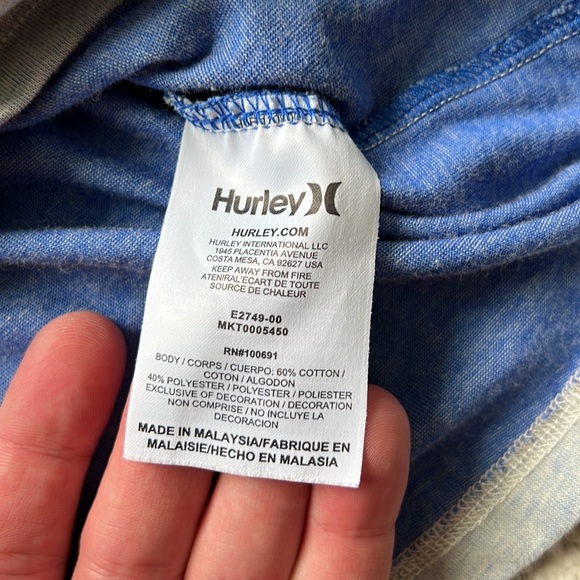 Hurley
HURLEY.COM
HURLEY INTERNATIONAL LLC
1945 PLACENTIA AVENUE
COSTA MESA, CA 92627 USA
KEEP AWAY FROM FIRE
ATENIRAL'ECART DE TOUTE
SOURCE DE CHALEUR
E2749-00
MKT0005450
RN#100691
BODY / CORPS / CUERPO: 60% COTTON /
COTON / ALGODON
40% POLYESTER / POLYESTER / POLIESTER
EXCLUSIVE OF DECORATION / DECORATION
NON COMPRISE / NO INCLUYE LA
DECORACION
MADE IN MALAYSIA/FABRIQUE EN
MALAISIE/HECHO EN MALASIA